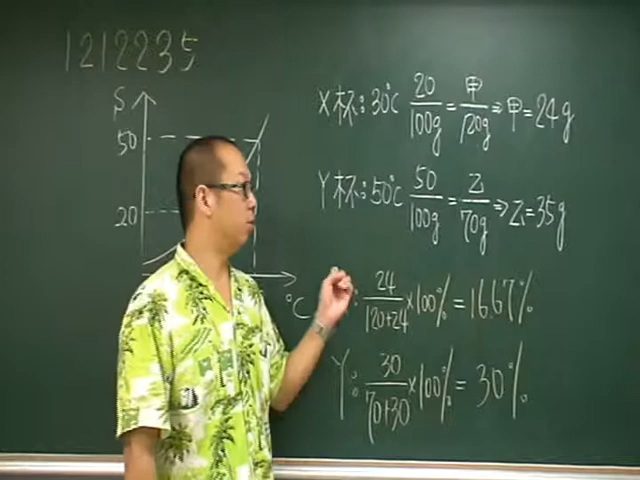 1212235
S
50
20
℃
X杯:30℃ 20/100g = 甲/120g ⇒ 甲=24g
Y杯:50℃ 50/100g = 乙/70g ⇒ 乙=35g
: 24/120+24 ×100% = 16.67%
Y: 30/70+30 ×100% = 30%